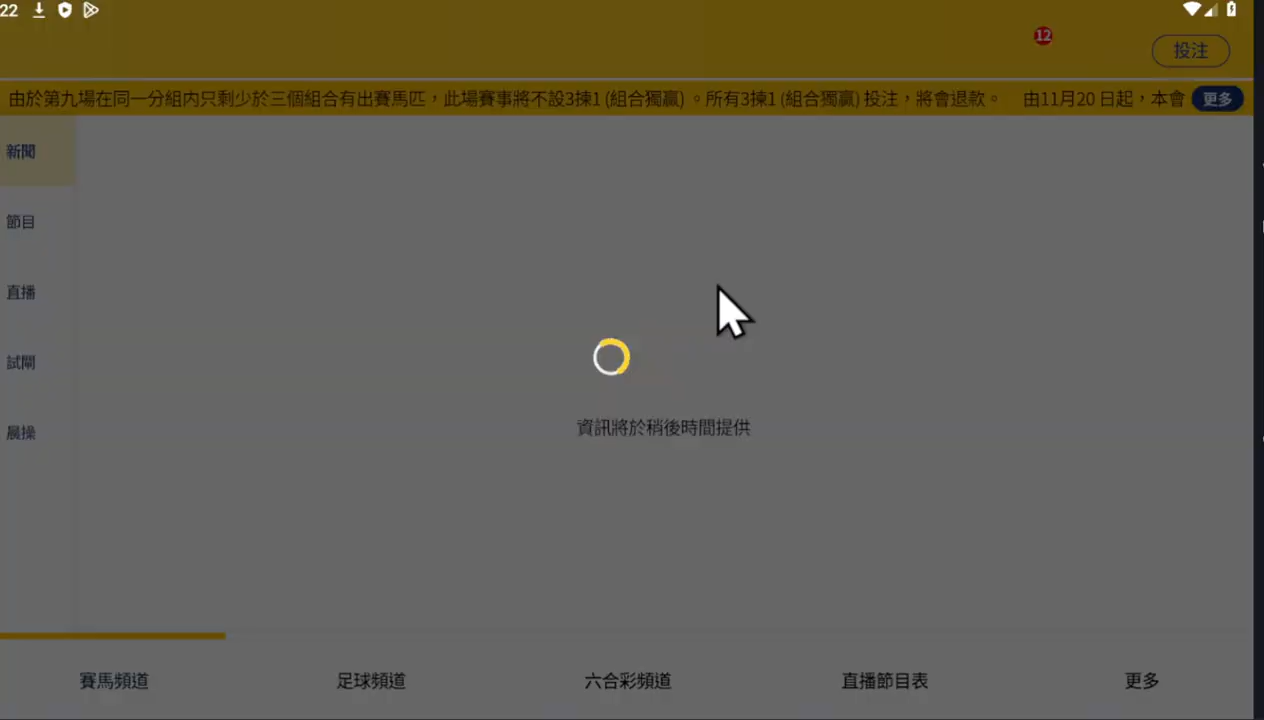 22
12
投注
由於第九場在同一分組内只剩少於三個組合有出賽馬匹，此場賽事將不設3揀1 (組合獨贏) 。所有3揀1 (組合獨贏) 投注，將會退款。 由11月20 日起，本會 更多
新聞
節目
直播
試閘
晨操
資訊將於稍後時間提供
賽馬頻道 足球頻道 六合彩頻道 直播節目表 更多